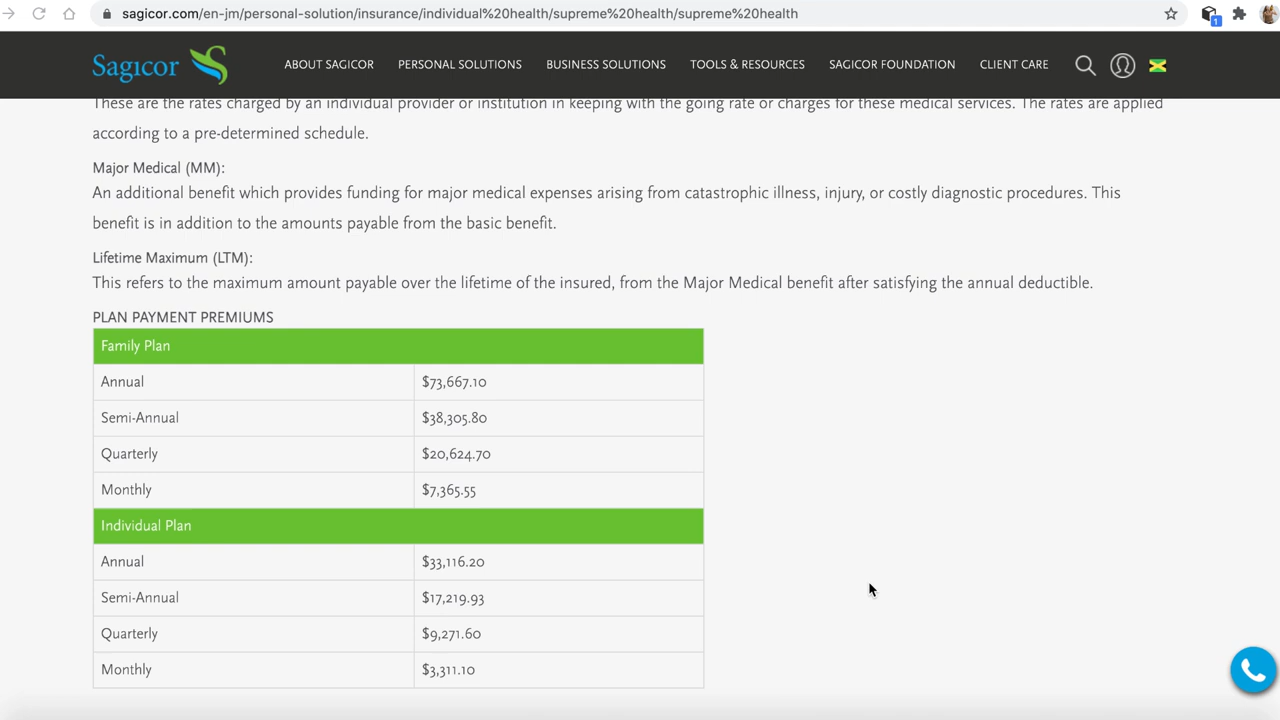 sagicor.com/en-jm/personal-solution/insurance/individual%20health/supreme%20health/supreme%20health
1
Sagicor
ABOUT SAGICOR PERSONAL SOLUTIONS BUSINESS SOLUTIONS TOOLS & RESOURCES SAGICOR FOUNDATION CLIENT CARE
These are the rates charged by an individual provider or institution in keeping with the going rate or charges for these medical services. The rates are applied
according to a pre-determined schedule.
Major Medical (MM):
An additional benefit which provides funding for major medical expenses arising from catastrophic illness, injury, or costly diagnostic procedures. This
benefit is in addition to the amounts payable from the basic benefit.
Lifetime Maximum (LTM):
This refers to the maximum amount payable over the lifetime of the insured, from the Major Medical benefit after satisfying the annual deductible.
PLAN PAYMENT PREMIUMS
Family Plan
Annual $73,667.10
Semi-Annual $38,305.80
Quarterly $20,624.70
Monthly $7,365.55
Individual Plan
Annual $33,116.20
Semi-Annual $17,219.93
Quarterly $9,271.60
Monthly $3,311.10